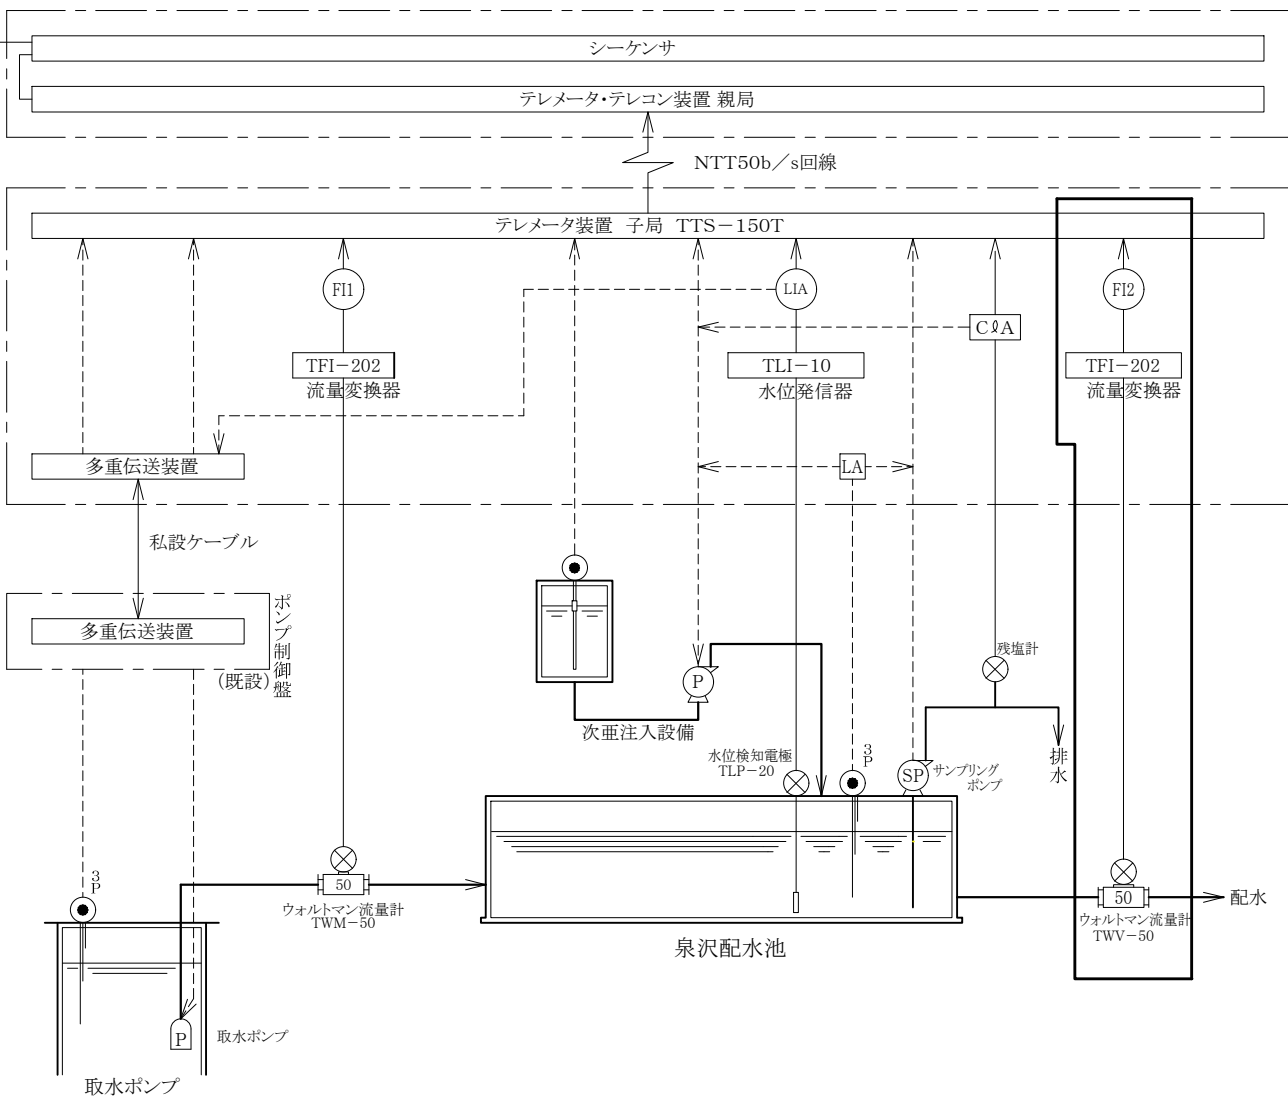 シーケンサ
テレメータ・テレコン装置 親局
NTT50b／s回線
テレメータ装置 子局 TTS−150T
FI1
LIA
FI2
CℓA
TFI−202
流量変換器
TLI−10
水位発信器
TFI−202
流量変換器
多重伝送装置
LA
私設ケーブル
多重伝送装置
ポンプ制御盤
(既設)
残塩計
P
次亜注入設備
水位検知電極
TLP−20
3P
SP
サンプリング
ポンプ
排水
3P
50
ウォルトマン流量計
TWM−50
50
配水
ウォルトマン流量計
TWV−50
泉沢配水池
P
取水ポンプ
取水ポンプ